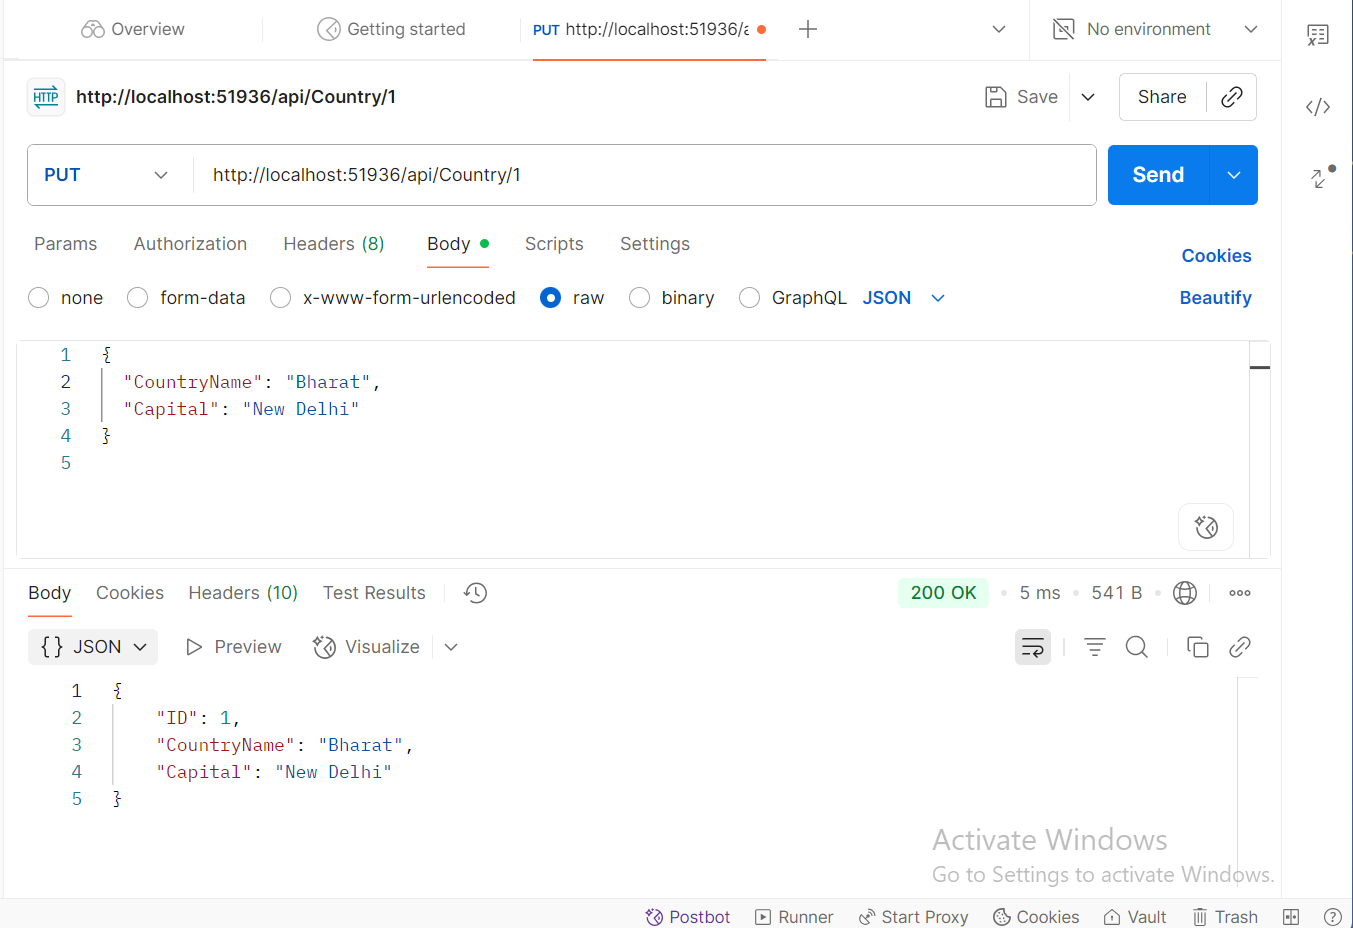 Overview
Getting started
PUT http://localhost:51936/a
No environment
HTTP
http://localhost:51936/api/Country/1
Save
Share
PUT
http://localhost:51936/api/Country/1
Send
Params Authorization Headers (8) Body Scripts Settings
Cookies
none form-data x-www-form-urlencoded raw binary GraphQL JSON
Beautify
1 {
2 "CountryName": "Bharat",
3 "Capital": "New Delhi"
4 }
5
Body Cookies Headers (10) Test Results
200 OK • 5 ms • 541 B
{} JSON Preview Visualize
1 {
2 "ID": 1,
3 "CountryName": "Bharat",
4 "Capital": "New Delhi"
5 }
Activate Windows
Go to Settings to activate Windows.
Postbot Runner Start Proxy Cookies Vault Trash